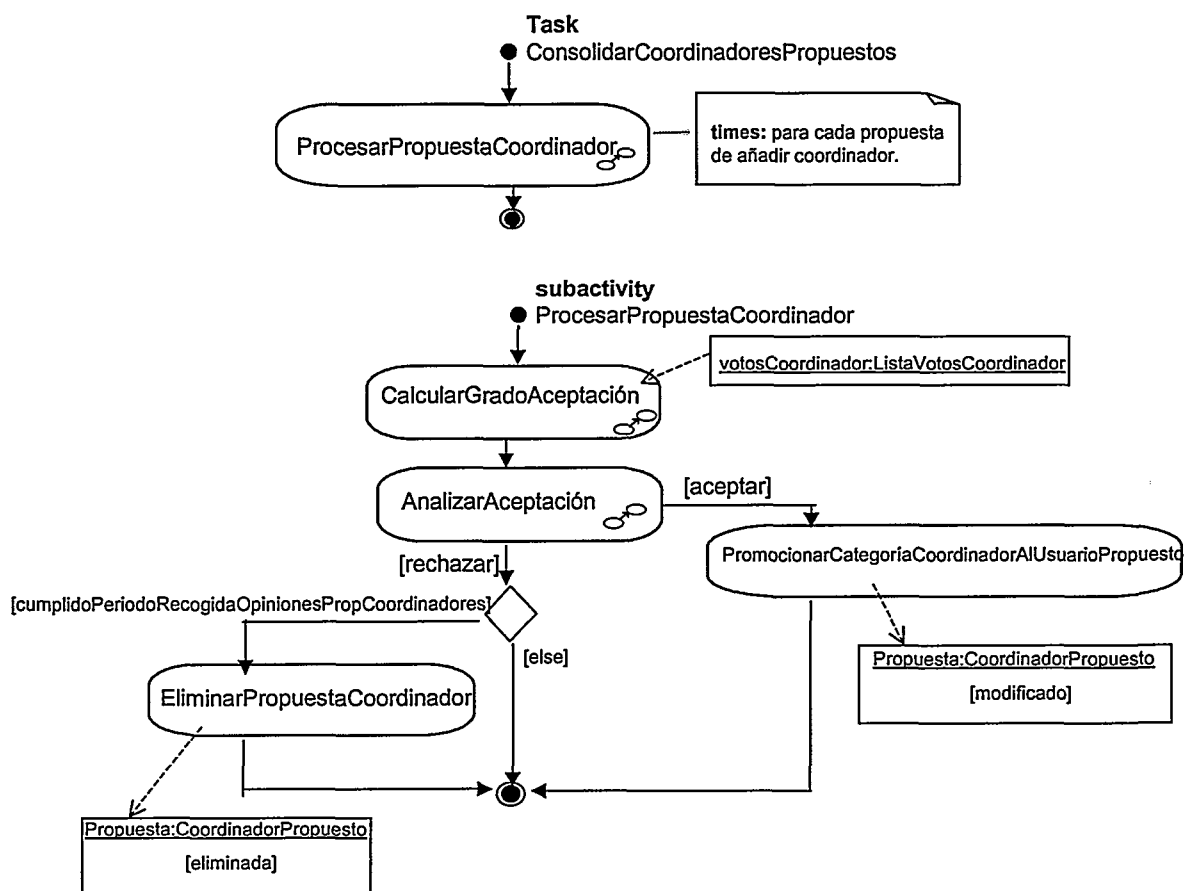 Task
ConsolidarCoordinadoresPropuestos
ProcesarPropuestaCoordinador
times: para cada propuesta
de añadir coordinador.
subactivity
ProcesarPropuestaCoordinador
votosCoordinador:ListaVotosCoordinador
CalcularGradoAceptación
AnalizarAceptación
[aceptar]
PromocionarCategoriaCoordinadorAlUsuarioPropuesto
[rechazar]
[cumplidoPeriodoRecogidaOpinionesPropCoordinadores]
[else]
Propuesta:CoordinadorPropuesto
[modificado]
EliminarPropuestaCoordinador
Propuesta:CoordinadorPropuesto
[eliminada]